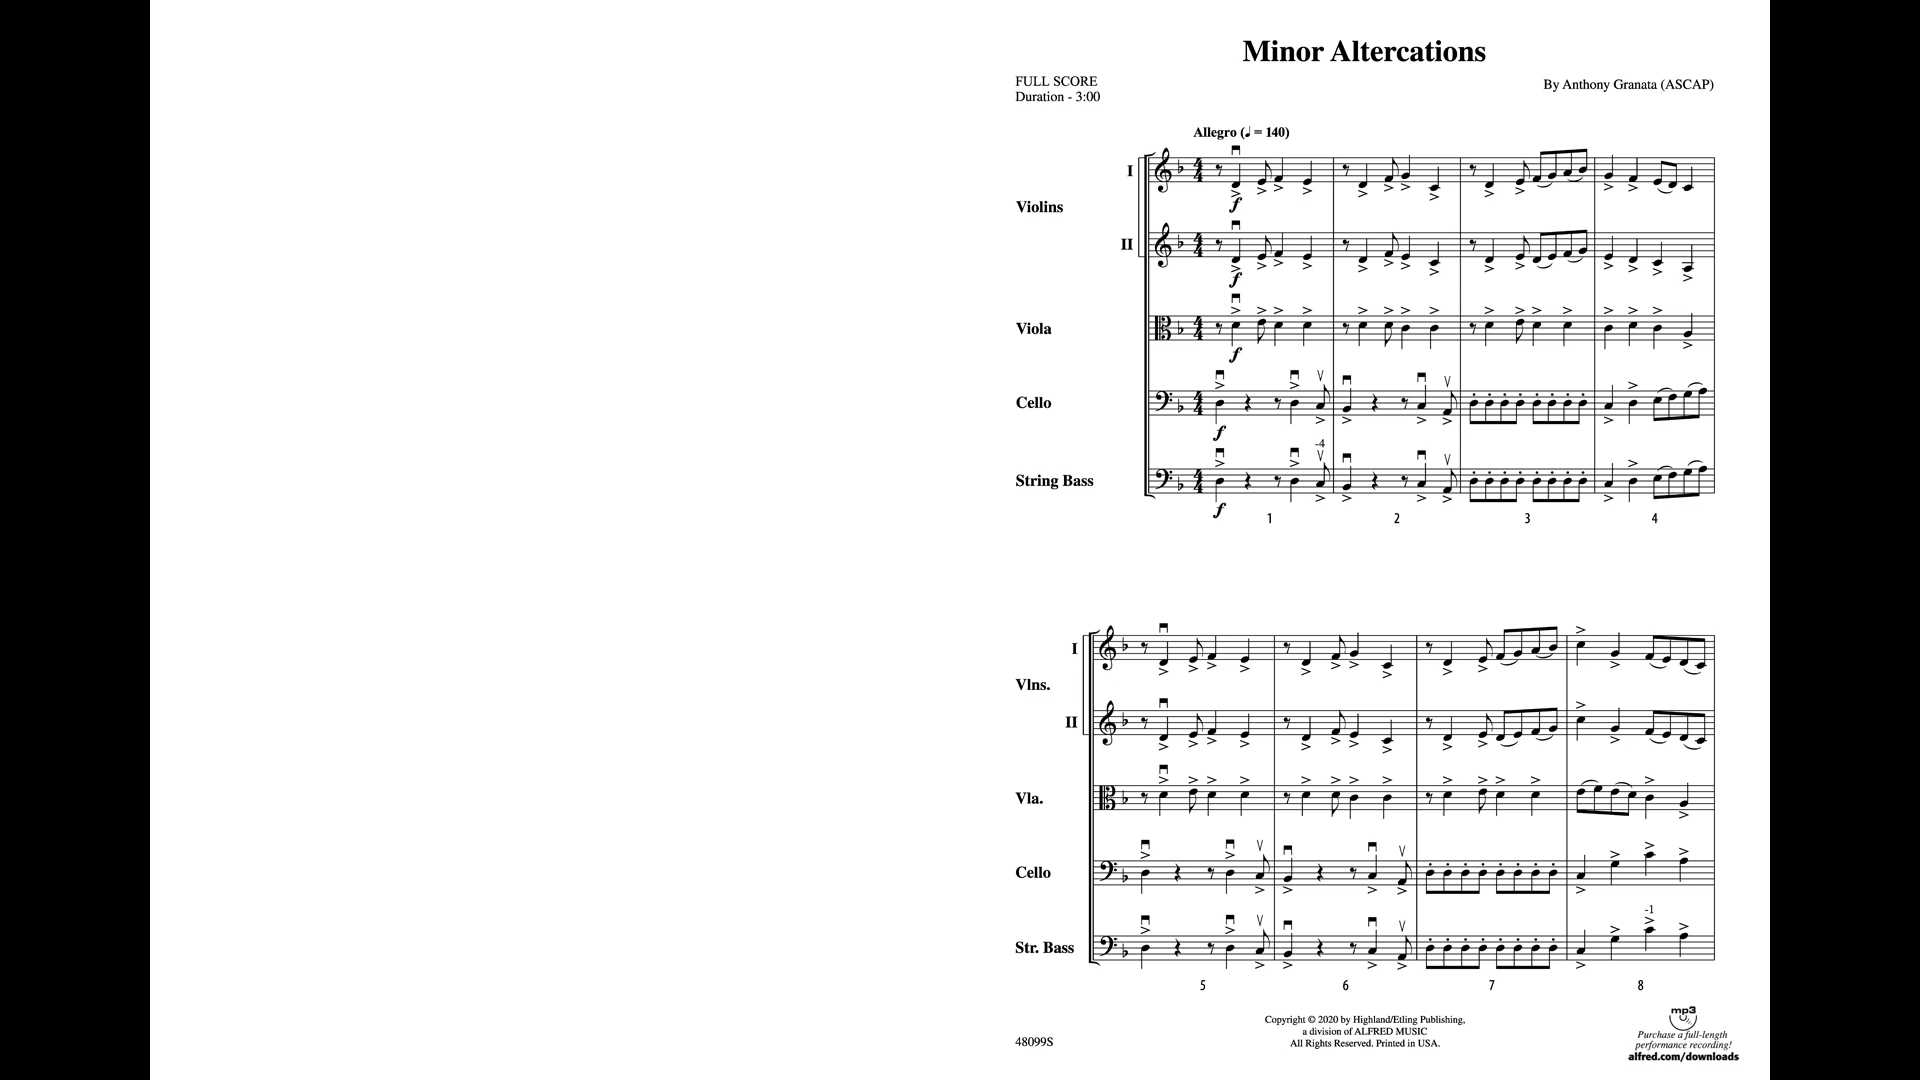 Minor Altercations
FULL SCORE
Duration - 3:00
By Anthony Granata (ASCAP)
Allegro (♩ = 140)
I
Violins
II
Viola
Cello
String Bass
f
f
f
f
-4
f
1 2 3 4
I
Vlns.
II
Vla.
Cello
-1
Str. Bass
5 6 7 8
Copyright © 2020 by Highland/Etling Publishing,
a division of ALFRED MUSIC
All Rights Reserved. Printed in USA.
48099S
mp3
Purchase a full-length
performance recording!
alfred.com/downloads